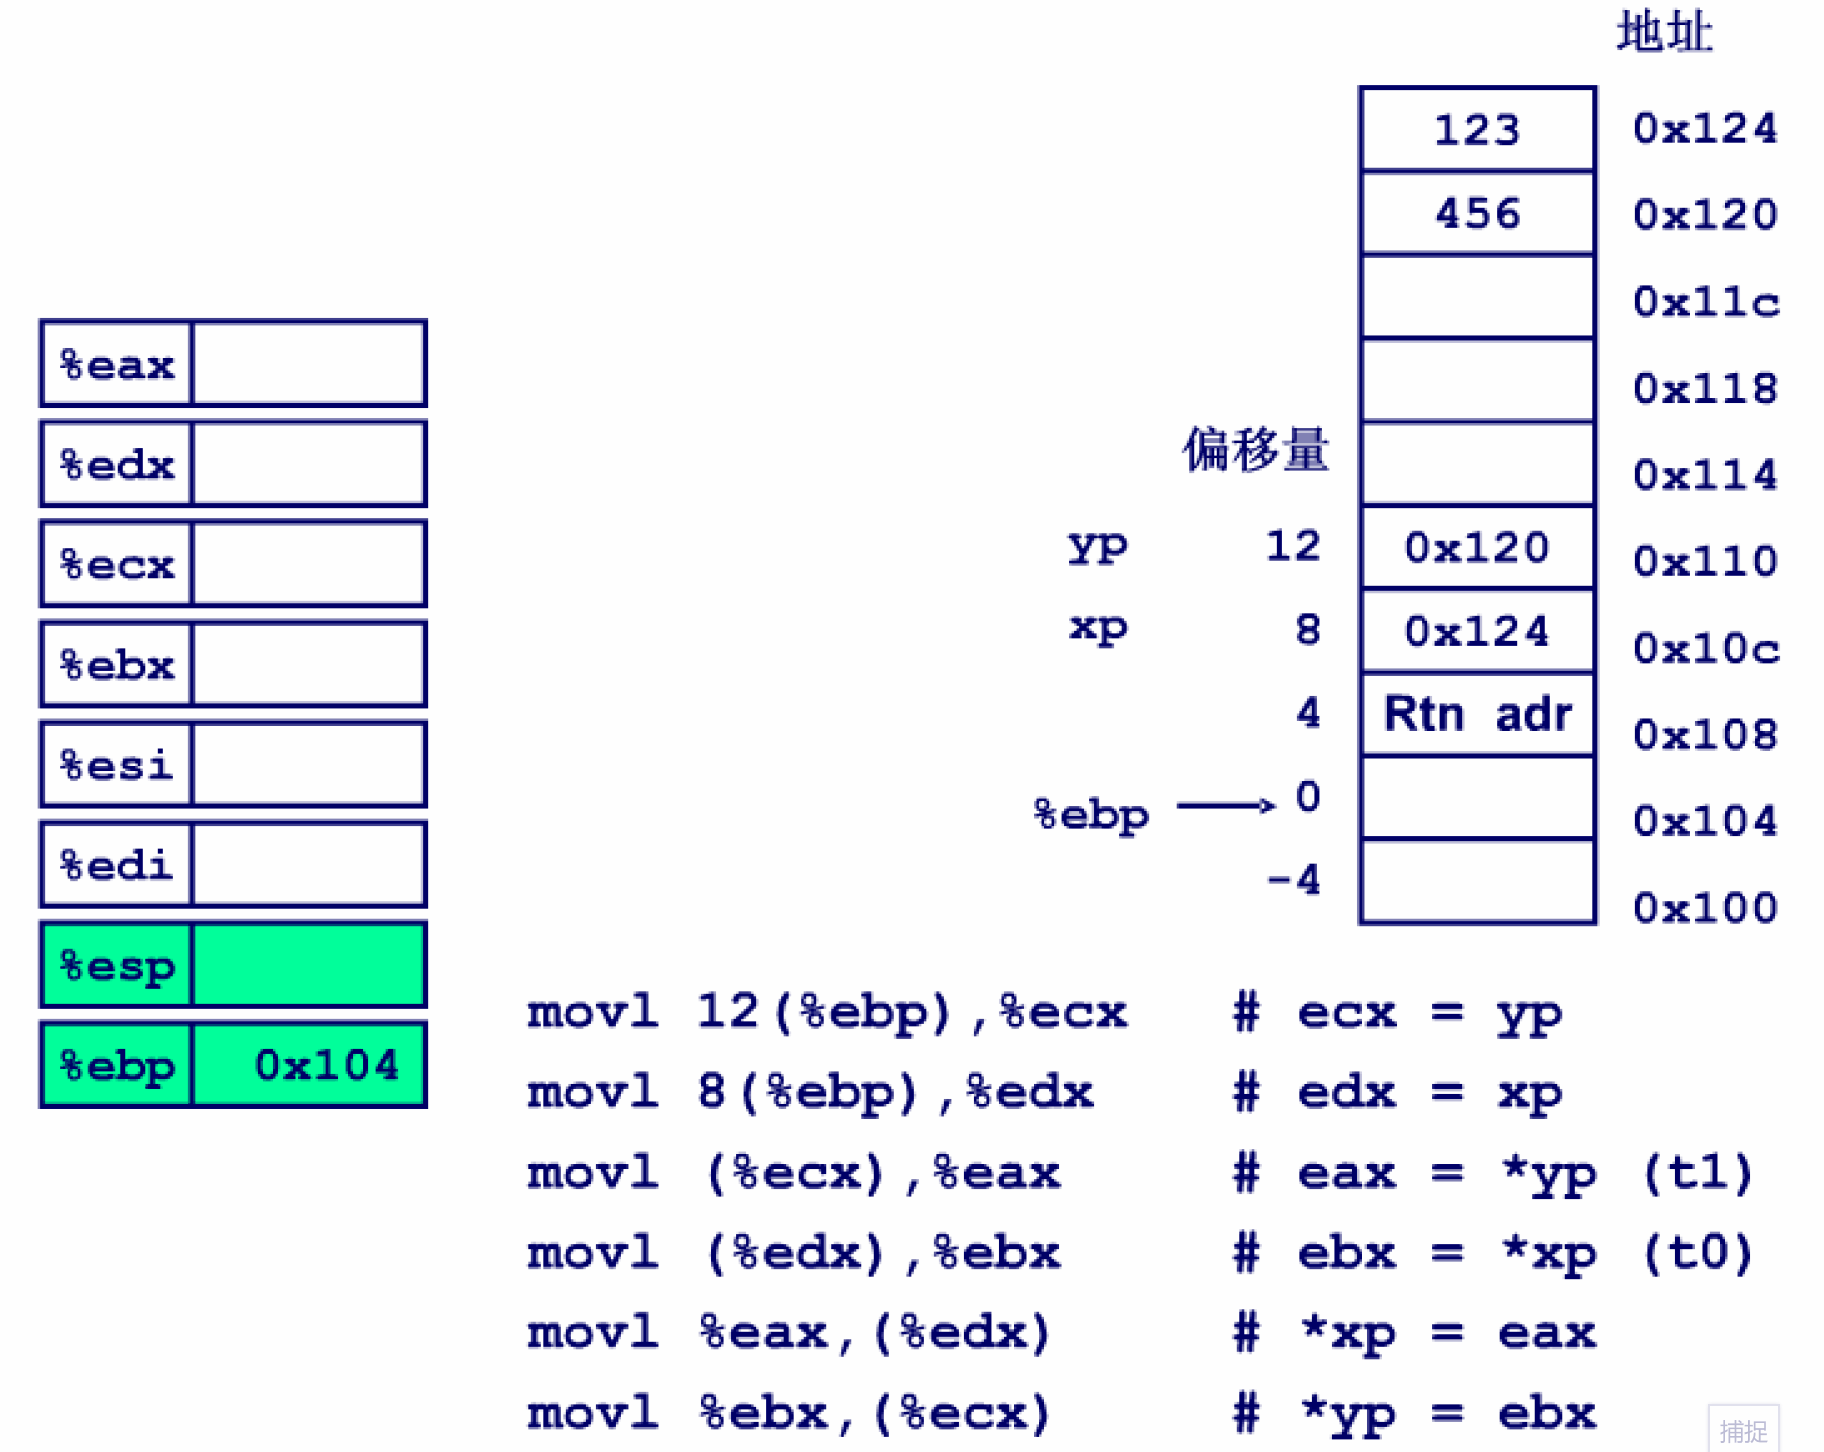 地址
123 0x124
456 0x120
0x11c
0x118
偏移量 0x114
yp 12 0x120 0x110
xp 8 0x124 0x10c
4 Rtn adr 0x108
%ebp 0 0x104
-4 0x100
%eax
%edx
%ecx
%ebx
%esi
%edi
%esp
%ebp 0x104
movl 12(%ebp),%ecx # ecx = yp
movl 8(%ebp),%edx # edx = xp
movl (%ecx),%eax # eax = *yp (t1)
movl (%edx),%ebx # ebx = *xp (t0)
movl %eax,(%edx) # *xp = eax
movl %ebx,(%ecx) # *yp = ebx
捕捉